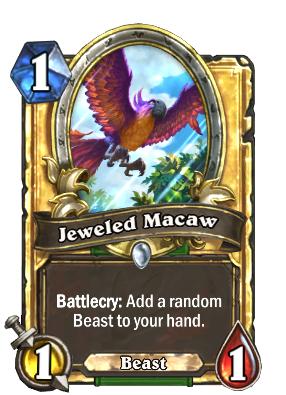 1
Jeweled Macaw
Battlecry: Add a random
Beast to your hand.
1
Beast
1